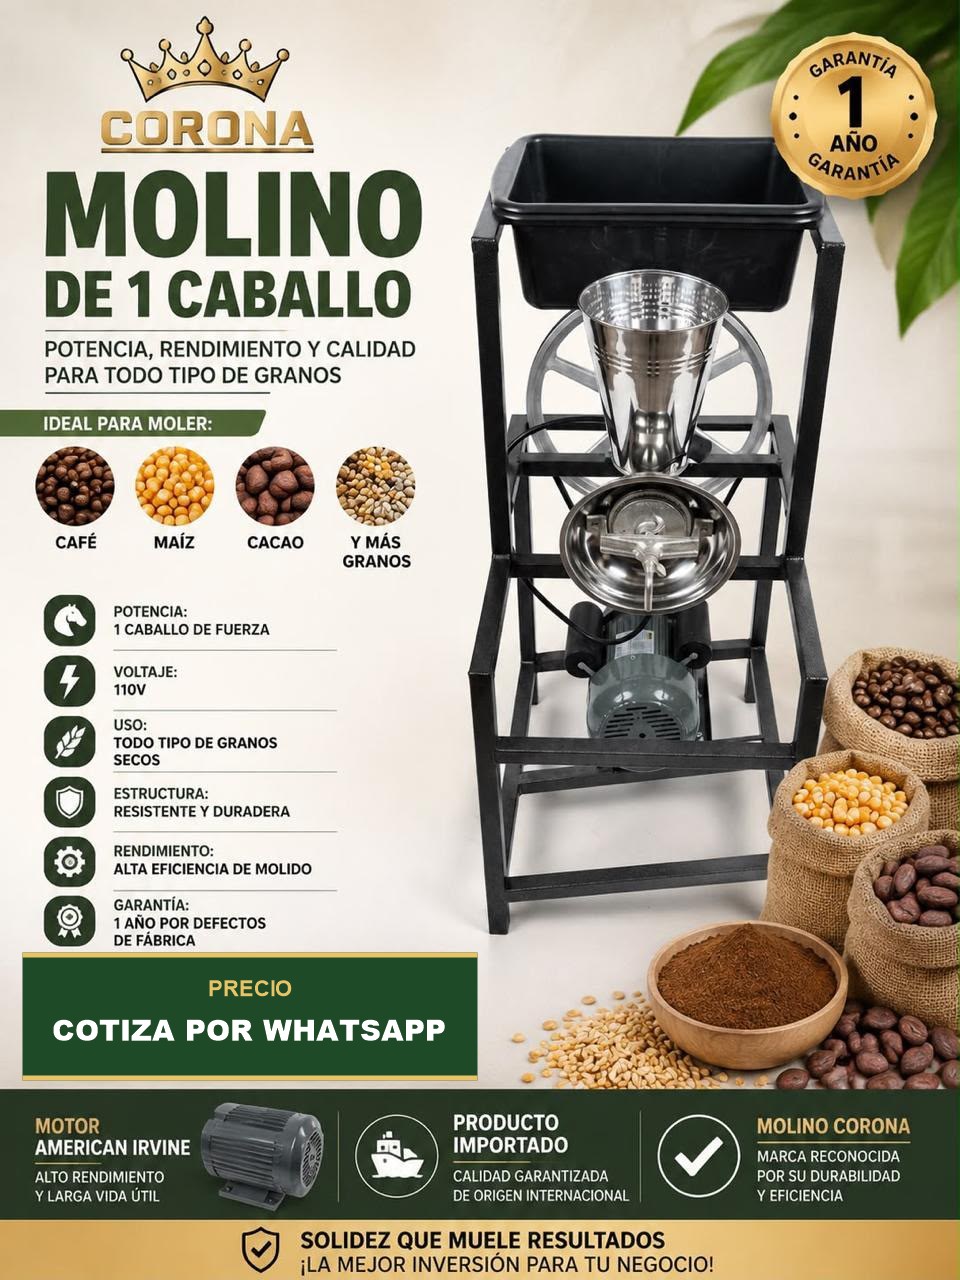 CORONA
MOLINO
DE 1 CABALLO
POTENCIA, RENDIMIENTO Y CALIDAD
PARA TODO TIPO DE GRANOS
IDEAL PARA MOLER:
CAFÉ
MAÍZ
CACAO
Y MÁS
GRANOS
GARANTÍA
1
AÑO
GARANTÍA
POTENCIA:
1 CABALLO DE FUERZA
VOLTAJE:
110V
USO:
TODO TIPO DE GRANOS
SECOS
ESTRUCTURA:
RESISTENTE Y DURADERA
RENDIMIENTO:
ALTA EFICIENCIA DE MOLIDO
GARANTÍA:
1 AÑO POR DEFECTOS
DE FÁBRICA
PRECIO
COTIZA POR WHATSAPP
MOTOR
AMERICAN IRVINE
ALTO RENDIMIENTO
Y LARGA VIDA ÚTIL
PRODUCTO
IMPORTADO
CALIDAD GARANTIZADA
DE ORIGEN INTERNACIONAL
MOLINO CORONA
MARCA RECONOCIDA
POR SU DURABILIDAD
Y EFICIENCIA
SOLIDEZ QUE MUELE RESULTADOS
¡LA MEJOR INVERSIÓN PARA TU NEGOCIO!